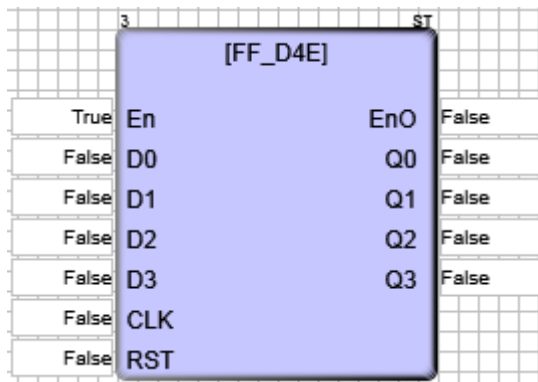 3 ST
[FF_D4E]
True En EnO False
False D0 Q0 False
False D1 Q1 False
False D2 Q2 False
False D3 Q3 False
False CLK
False RST